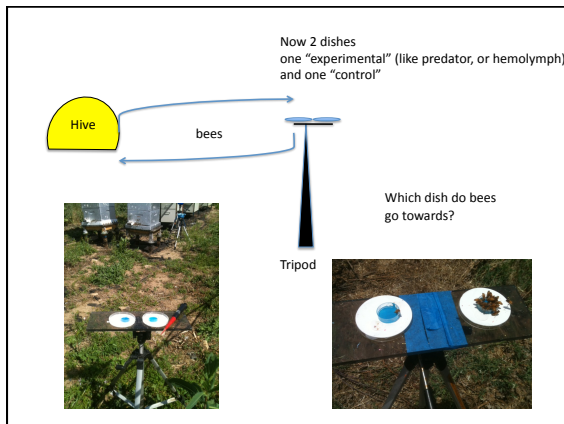 Now 2 dishes
one “experimental” (like predator, or hemolymph)
and one “control”
Hive
bees
Which dish do bees
go towards?
Tripod